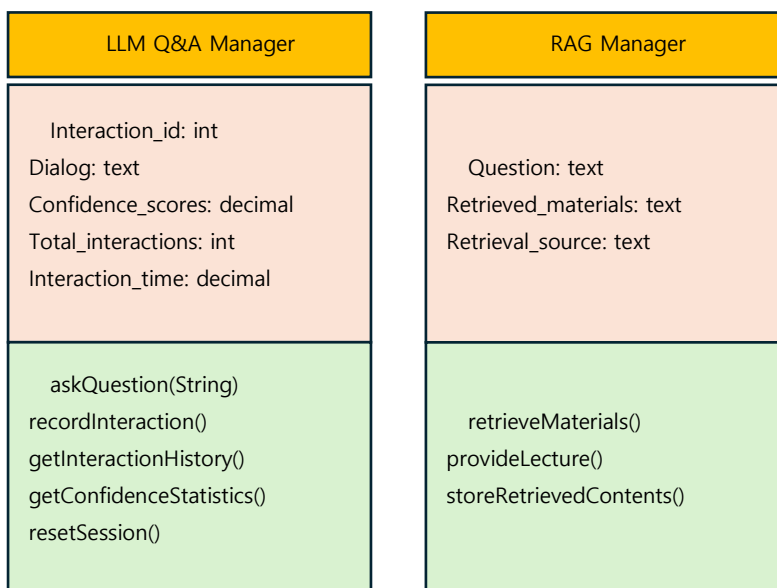 LLM Q&A Manager
Interaction_id: int
Dialog: text
Confidence_scores: decimal
Total_interactions: int
Interaction_time: decimal
askQuestion(String)
recordInteraction()
getInteractionHistory()
getConfidenceStatistics()
resetSession()
RAG Manager
Question: text
Retrieved_materials: text
Retrieval_source: text
retrieveMaterials()
provideLecture()
storeRetrievedContents()